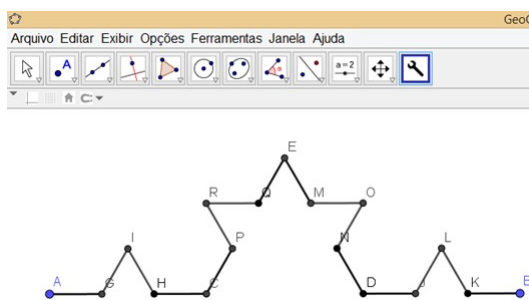 GeoG
Arquivo Editar Exibir Opções Ferramentas Janela Ajuda
A
a=2
E
R Q M O
I P N L
A G H C D J K B